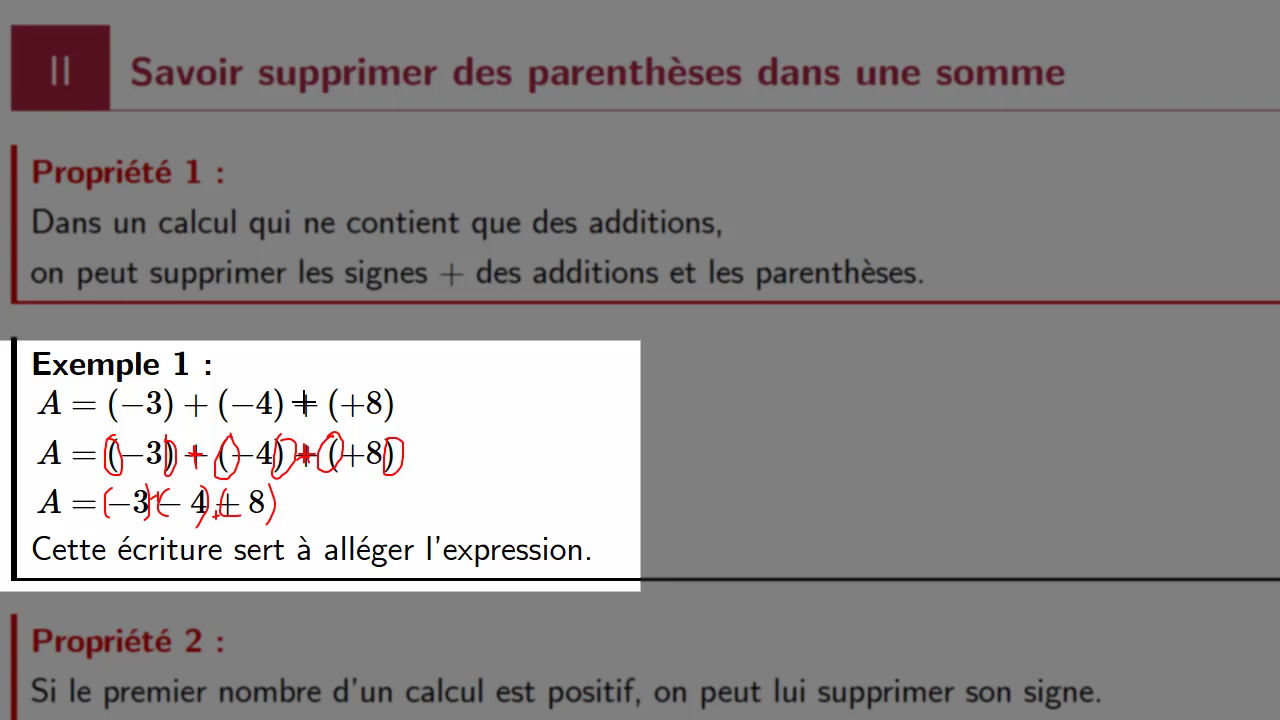 II
Savoir supprimer des parenthèses dans une somme
Propriété 1 :
Dans un calcul qui ne contient que des additions,
on peut supprimer les signes + des additions et les parenthèses.
Exemple 1 :
A = (−3) + (−4) + (+8)
A = (−3) + (−4) + (+8)
A = −3 − 4 + 8
Cette écriture sert à alléger l'expression.
Propriété 2 :
Si le premier nombre d'un calcul est positif, on peut lui supprimer son signe.